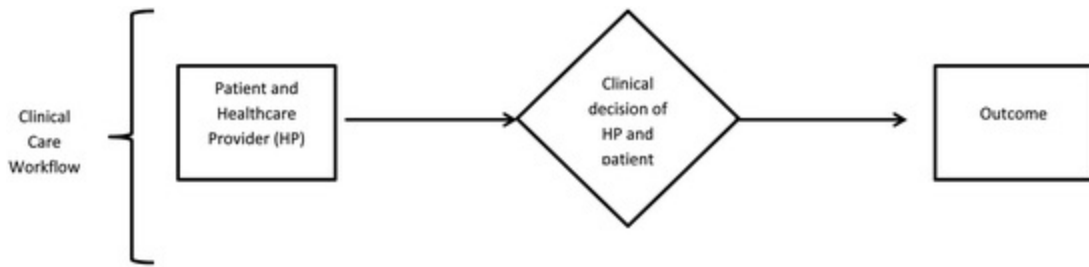 Clinical
Care
Workflow
Patient and
Healthcare
Provider (HP)
Clinical
decision of
HP and
patient
Outcome